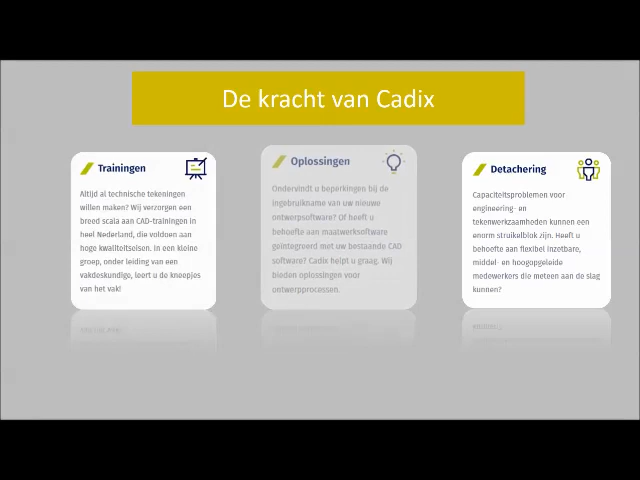 De kracht van Cadix
Trainingen
Altijd al technische tekeningen
willen maken? Wij verzorgen een
breed scala aan CAD-trainingen in
heel Nederland, die voldoen aan
hoge kwaliteitseisen. In een kleine
groep, onder leiding van een
vakdeskundige, leert u de kneepjes
van het vak!
Oplossingen
Ondervindt u beperkingen bij de
ingebruikname van uw nieuwe
ontwerpsoftware? Of heeft u
behoefte aan maatwerksoftware
geïntegreerd met uw bestaande CAD
software? Cadix helpt u graag. Wij
bieden oplossingen voor
ontwerpprocessen.
Detachering
Capaciteitsproblemen voor
engineering- en
tekenwerkzaamheden kunnen een
enorm struikelblok zijn. Heeft u
behoefte aan flexibel inzetbare,
middel- en hoogopgeleide
medewerkers die meteen aan de slag
kunnen?